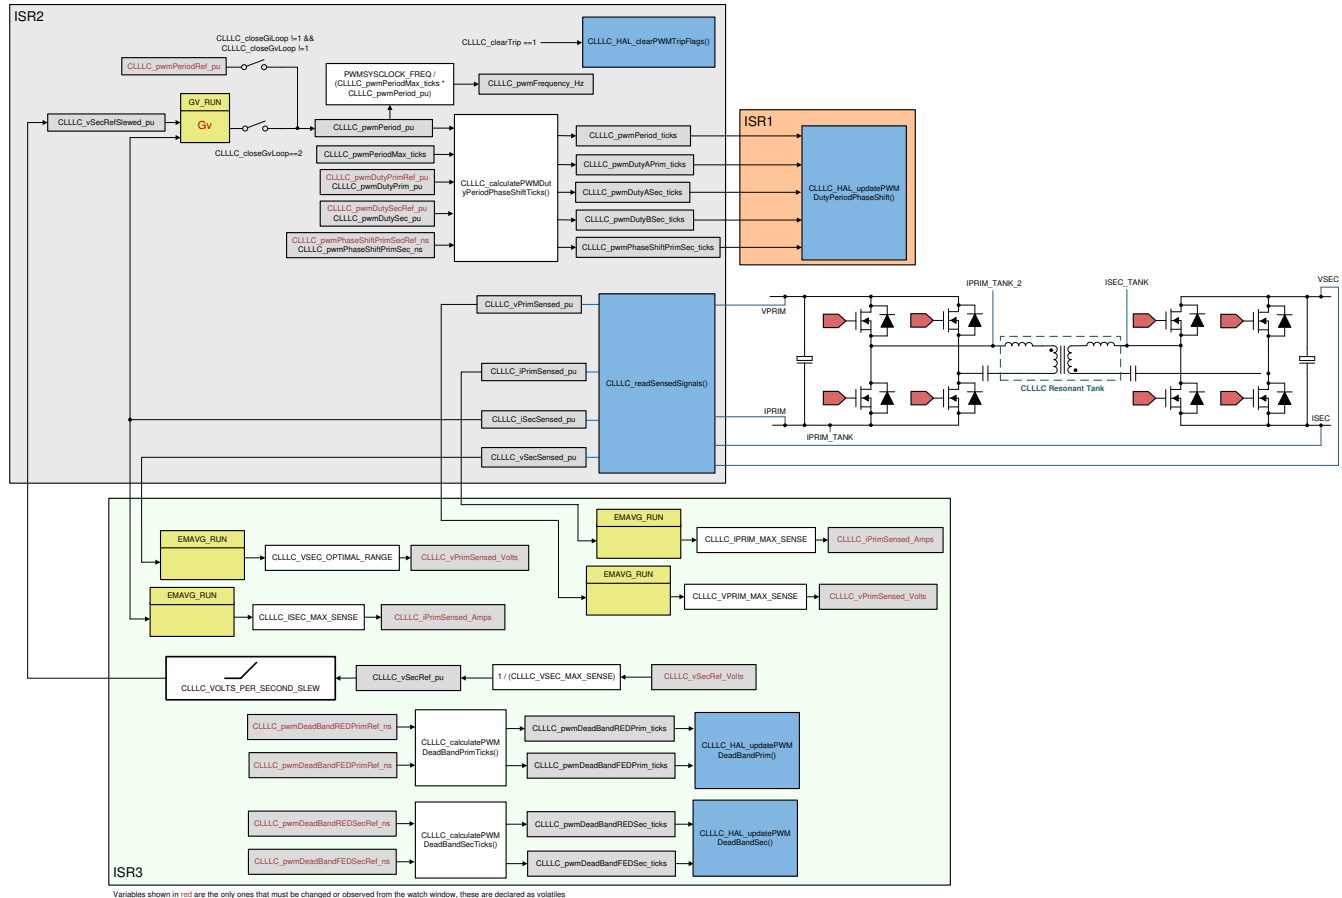 ISR2
CLLLC_closeGiLoop !=1 &&
CLLLC_closeGvLoop !=1
CLLLC_clearTrip ==1
CLLLC_HAL_clearPWMTripFlags()
CLLLC_pwmPeriodRef_pu
PWMSYSCLOCK_FREQ /
(CLLLC_pwmPeriodMax_ticks *
CLLLC_pwmPeriod_pu)
CLLLC_pwmFrequency_Hz
GV_RUN
Gv
CLLLC_vSecRefSlewed_pu
CLLLC_closeGvLoop==2
CLLLC_pwmPeriod_pu
CLLLC_pwmPeriodMax_ticks
CLLLC_pwmDutyPrimRef_pu
CLLLC_pwmDutyPrim_pu
CLLLC_pwmDutySecRef_pu
CLLLC_pwmDutySec_pu
CLLLC_pwmPhaseShiftPrimSecRef_ns
CLLLC_pwmPhaseShiftPrimSec_ns
CLLLC_calculatePWMDut
yPeriodPhaseShiftTicks()
CLLLC_pwmPeriod_ticks
CLLLC_pwmDutyAPrim_ticks
CLLLC_pwmDutyASec_ticks
CLLLC_pwmDutyBSec_ticks
CLLLC_pwmPhaseShiftPrimSec_ticks
ISR1
CLLLC_HAL_updatePWM
DutyPeriodPhaseShift()
CLLLC_vPrimSensed_pu
CLLLC_iPrimSensed_pu
CLLLC_iSecSensed_pu
CLLLC_vSecSensed_pu
CLLLC_readSensedSignals()
VPRIM
IPRIM
IPRIM_TANK
IPRIM_TANK_2
ISEC_TANK
VSEC
ISEC
CLLLC Resonant Tank
EMAVG_RUN
CLLLC_VSEC_OPTIMAL_RANGE
CLLLC_vPrimSensed_Volts
EMAVG_RUN
CLLLC_IPRIM_MAX_SENSE
CLLLC_iPrimSensed_Amps
EMAVG_RUN
CLLLC_ISEC_MAX_SENSE
CLLLC_iPrimSensed_Amps
EMAVG_RUN
CLLLC_VPRIM_MAX_SENSE
CLLLC_vPrimSensed_Volts
CLLLC_VOLTS_PER_SECOND_SLEW
CLLLC_vSecRef_pu
1 / (CLLLC_VSEC_MAX_SENSE)
CLLLC_vSecRef_Volts
CLLLC_pwmDeadBandREDPrimRef_ns
CLLLC_pwmDeadBandFEDPrimRef_ns
CLLLC_calculatePWM
DeadBandPrimTicks()
CLLLC_pwmDeadBandREDPrim_ticks
CLLLC_pwmDeadBandFEDPrim_ticks
CLLLC_HAL_updatePWM
DeadBandPrim()
CLLLC_pwmDeadBandREDSecRef_ns
CLLLC_pwmDeadBandFEDSecRef_ns
CLLLC_calculatePWM
DeadBandSecTicks()
CLLLC_pwmDeadBandREDSec_ticks
CLLLC_pwmDeadBandFEDSec_ticks
CLLLC_HAL_updatePWM
DeadBandSec()
ISR3
Variables shown in red are the only ones that must be changed or observed from the watch window, these are declared as volatiles